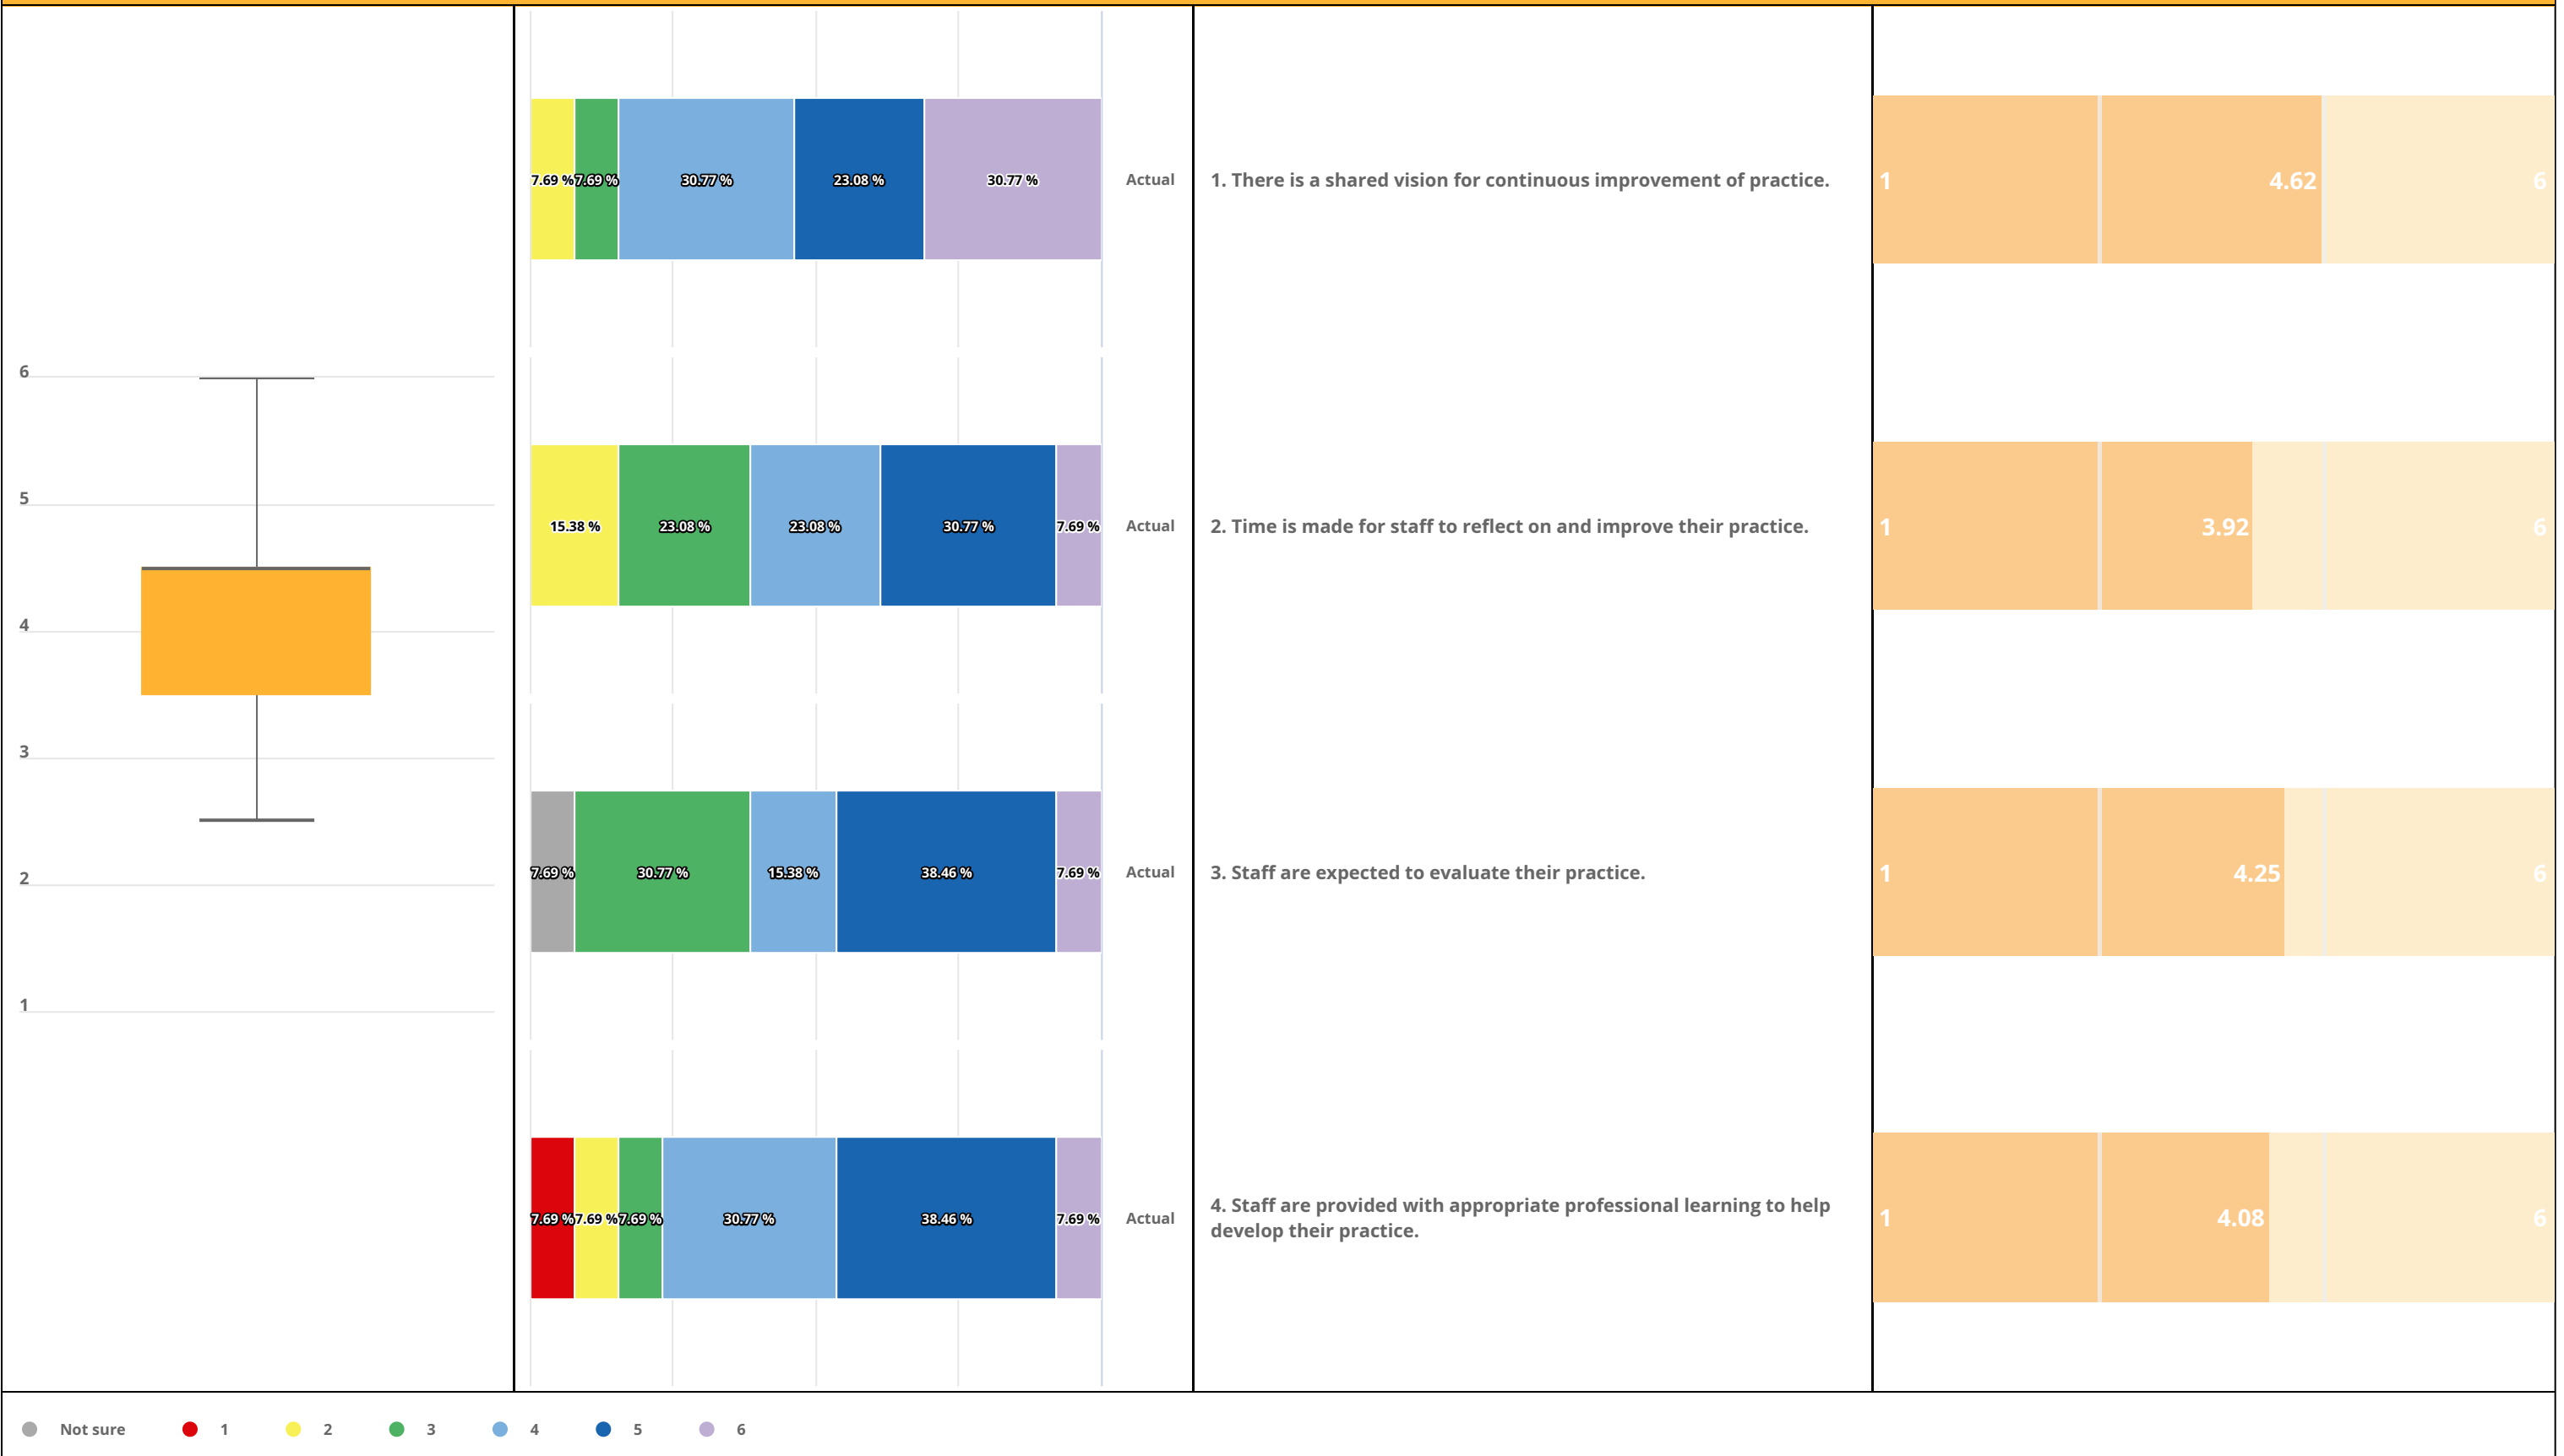 6
5
4
3
2
1
7.69 % 7.69 % 30.77 % 23.08 % 30.77 % Actual
1. There is a shared vision for continuous improvement of practice.
1 4.62 6
15.38 % 23.08 % 23.08 % 30.77 % 7.69 % Actual
2. Time is made for staff to reflect on and improve their practice.
1 3.92 6
7.69 % 30.77 % 15.38 % 38.46 % 7.69 % Actual
3. Staff are expected to evaluate their practice.
1 4.25 6
7.69 % 7.69 % 7.69 % 30.77 % 38.46 % 7.69 % Actual
4. Staff are provided with appropriate professional learning to help
develop their practice.
1 4.08 6
Not sure 1 2 3 4 5 6